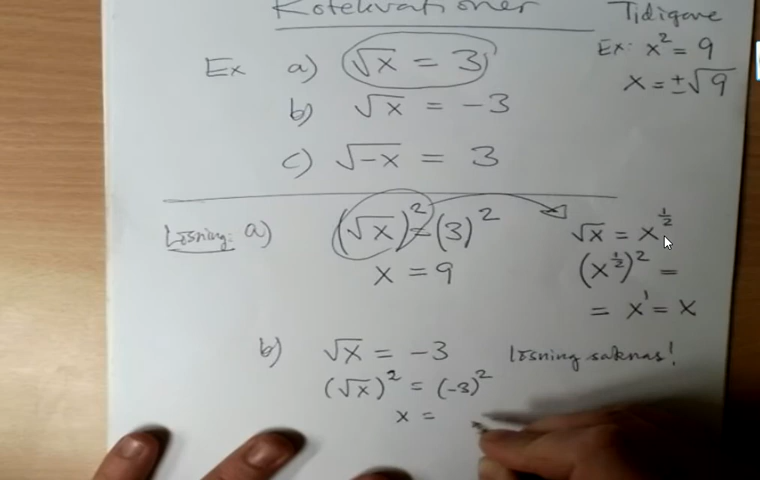 Rotekvationer
Tidigare
Ex: x² = 9
x = ±√9
Ex a) √x = 3
b) √x = -3
c) √-x = 3
Lösning: a) (√x)² = (3)²
x = 9
√x = x^½
(x^½)² =
= x¹ = x
b) √x = -3 lösning saknas!
(√x)² = (-3)²
x =